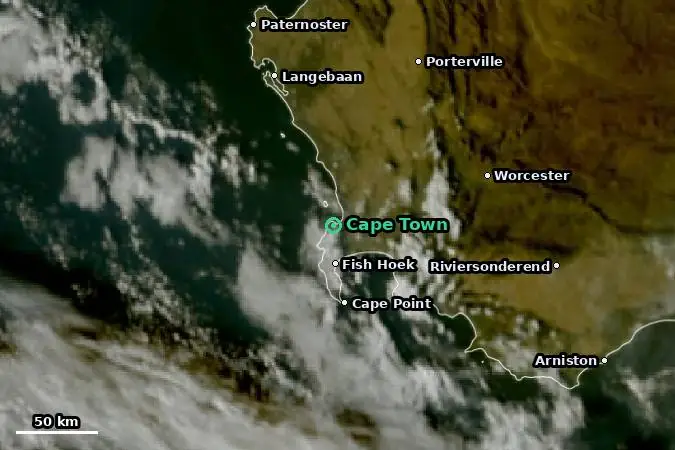 Paternoster
Porterville
Langebaan
Worcester
Cape Town
Fish Hoek
Riviersonderend
Cape Point
Arniston
50 km